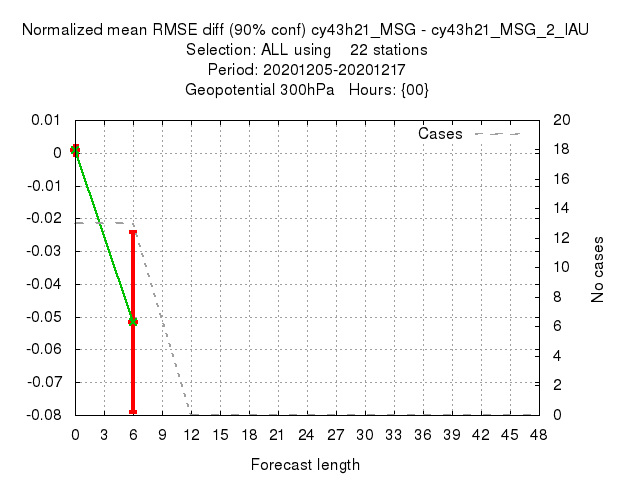 Normalized mean RMSE diff (90% conf) cy43h21_MSG - cy43h21_MSG_2_IAU
Selection: ALL using 22 stations
Period: 20201205-20201217
Geopotential 300hPa Hours: {00}
Cases
0.01
0
-0.01
-0.02
-0.03
-0.04
-0.05
-0.06
-0.07
-0.08
20
18
16
14
12
10
8
6
4
2
0
No cases
0 3 6 9 12 15 18 21 24 27 30 33 36 39 42 45 48
Forecast length